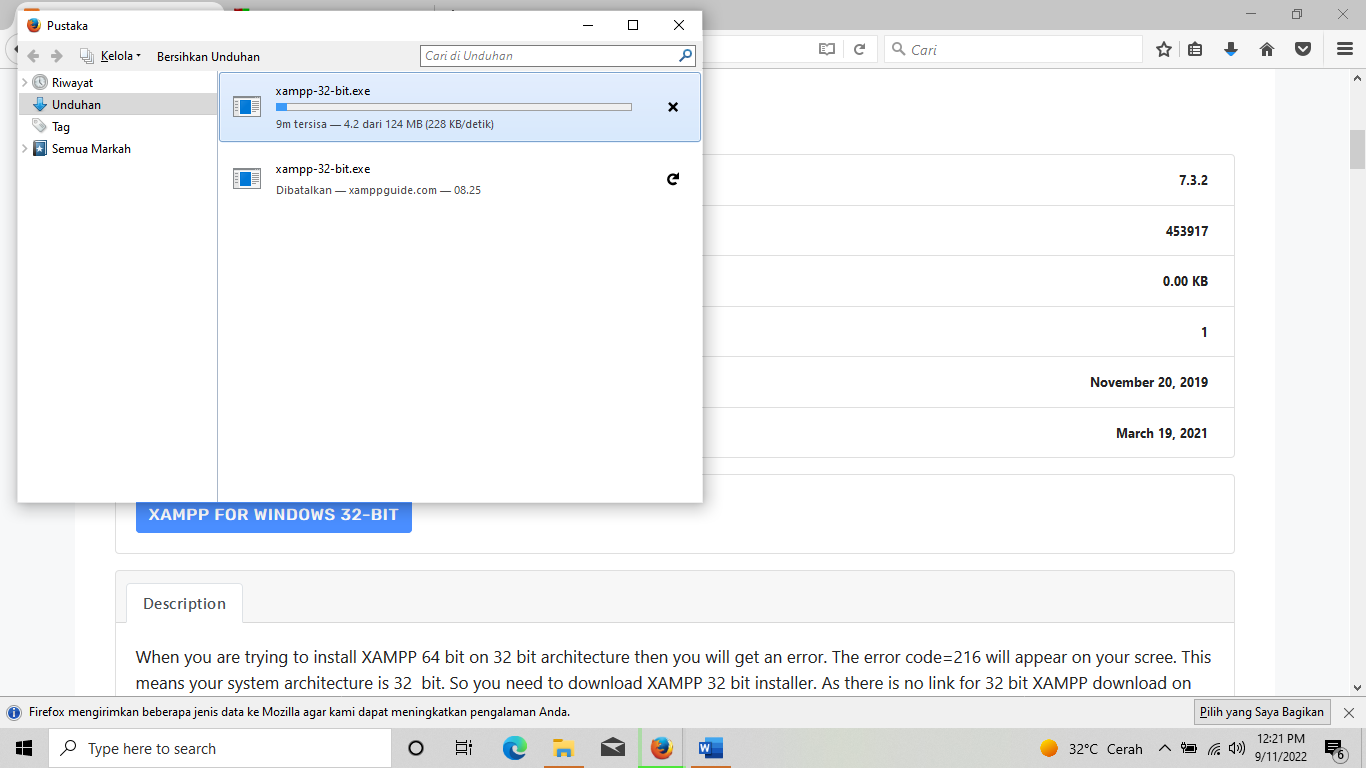 Pustaka
Kelola
Bersihkan Unduhan
Cari di Unduhan
Cari
Riwayat
Unduhan
Tag
Semua Markah
xampp-32-bit.exe
9m tersisa — 4.2 dari 124 MB (228 KB/detik)
xampp-32-bit.exe
Dibatalkan — xamppguide.com — 08.25
7.3.2
453917
0.00 KB
1
November 20, 2019
March 19, 2021
XAMPP FOR WINDOWS 32-BIT
Description
When you are trying to install XAMPP 64 bit on 32 bit architecture then you will get an error. The error code=216 will appear on your scree. This
means your system architecture is 32 bit. So you need to download XAMPP 32 bit installer. As there is no link for 32 bit XAMPP download on
Firefox mengirimkan beberapa jenis data ke Mozilla agar kami dapat meningkatkan pengalaman Anda.
Pilih yang Saya Bagikan
Type here to search
32°C Cerah
12:21 PM
9/11/2022
6